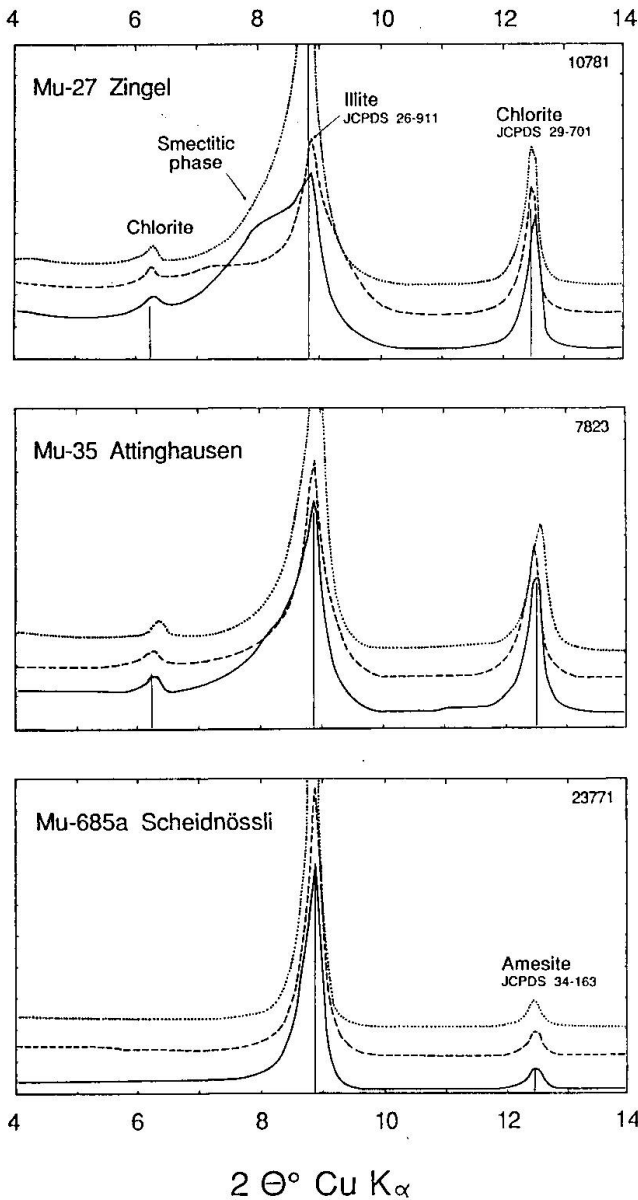 4 6 8 10 12 14
Mu-27 Zingel
10781
Illite
JCPDS 26-911
Chlorite
JCPDS 29-701
Smectitic
phase
Chlorite
Mu-35 Attinghausen
7823
Mu-685a Scheidnössli
23771
Amesite
JCPDS 34-163
4 6 8 10 12 14
2 Θ° Cu Kα